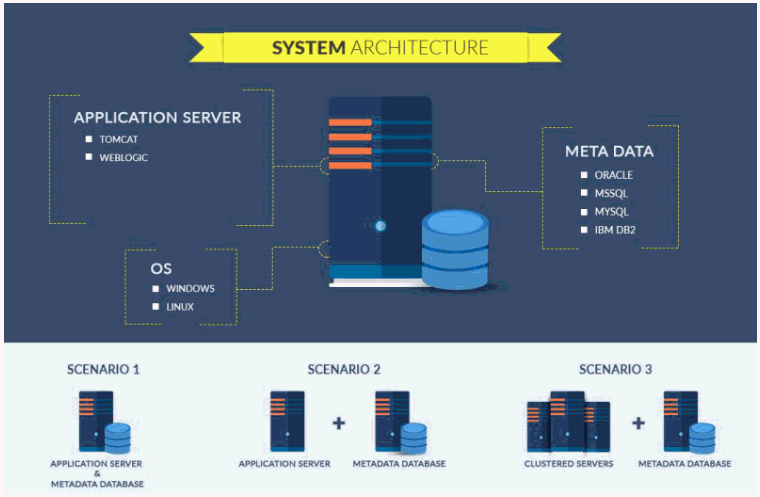 SYSTEM ARCHITECTURE
APPLICATION SERVER
TOMCAT
WEBLOGIC
META DATA
ORACLE
MSSQL
MYSQL
IBM DB2
OS
WINDOWS
LINUX
SCENARIO 1
APPLICATION SERVER
&
METADATA DATABASE
SCENARIO 2
APPLICATION SERVER
+
METADATA DATABASE
SCENARIO 3
CLUSTERED SERVERS
+
METADATA DATABASE